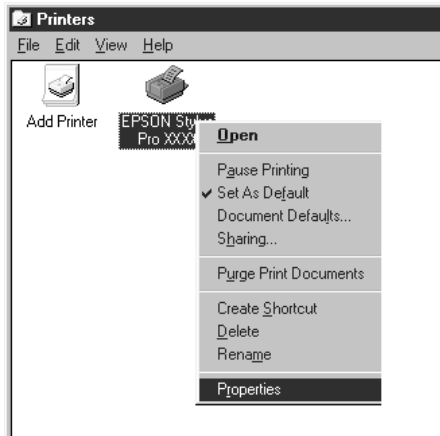 Printers
File Edit View Help
Add Printer
EPSON
Pro XXXX
Open
Pause Printing
Set As Default
Document Defaults...
Sharing...
Purge Print Documents
Create Shortcut
Delete
Rename
Properties